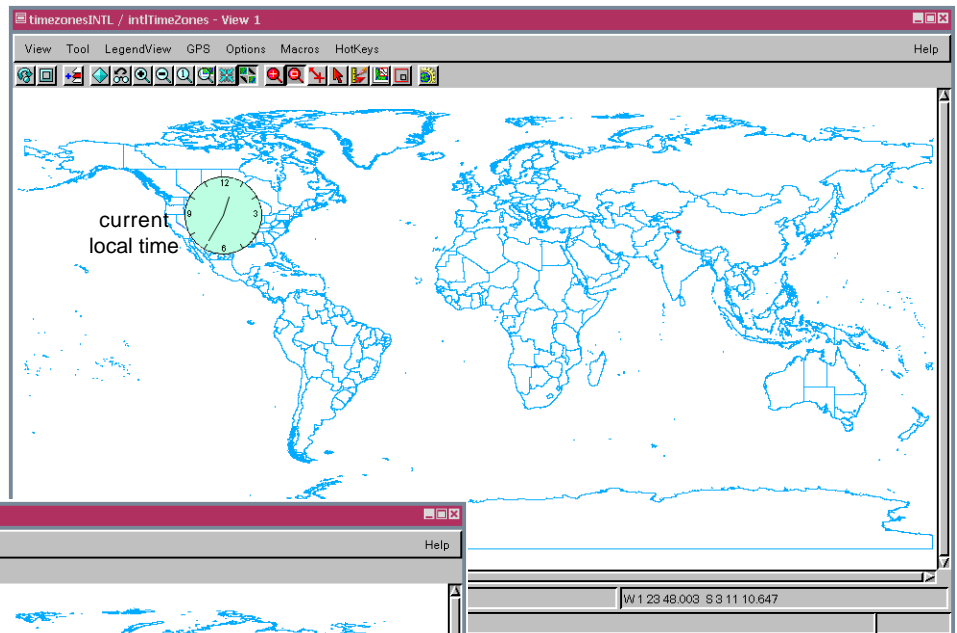 timezonesINTL / intlTimeZones - View 1
View Tool LegendView GPS Options Macros HotKeys Help
12
9 3
6
current
local time
Help
W 1 23 48.003 S 3 11 10.647